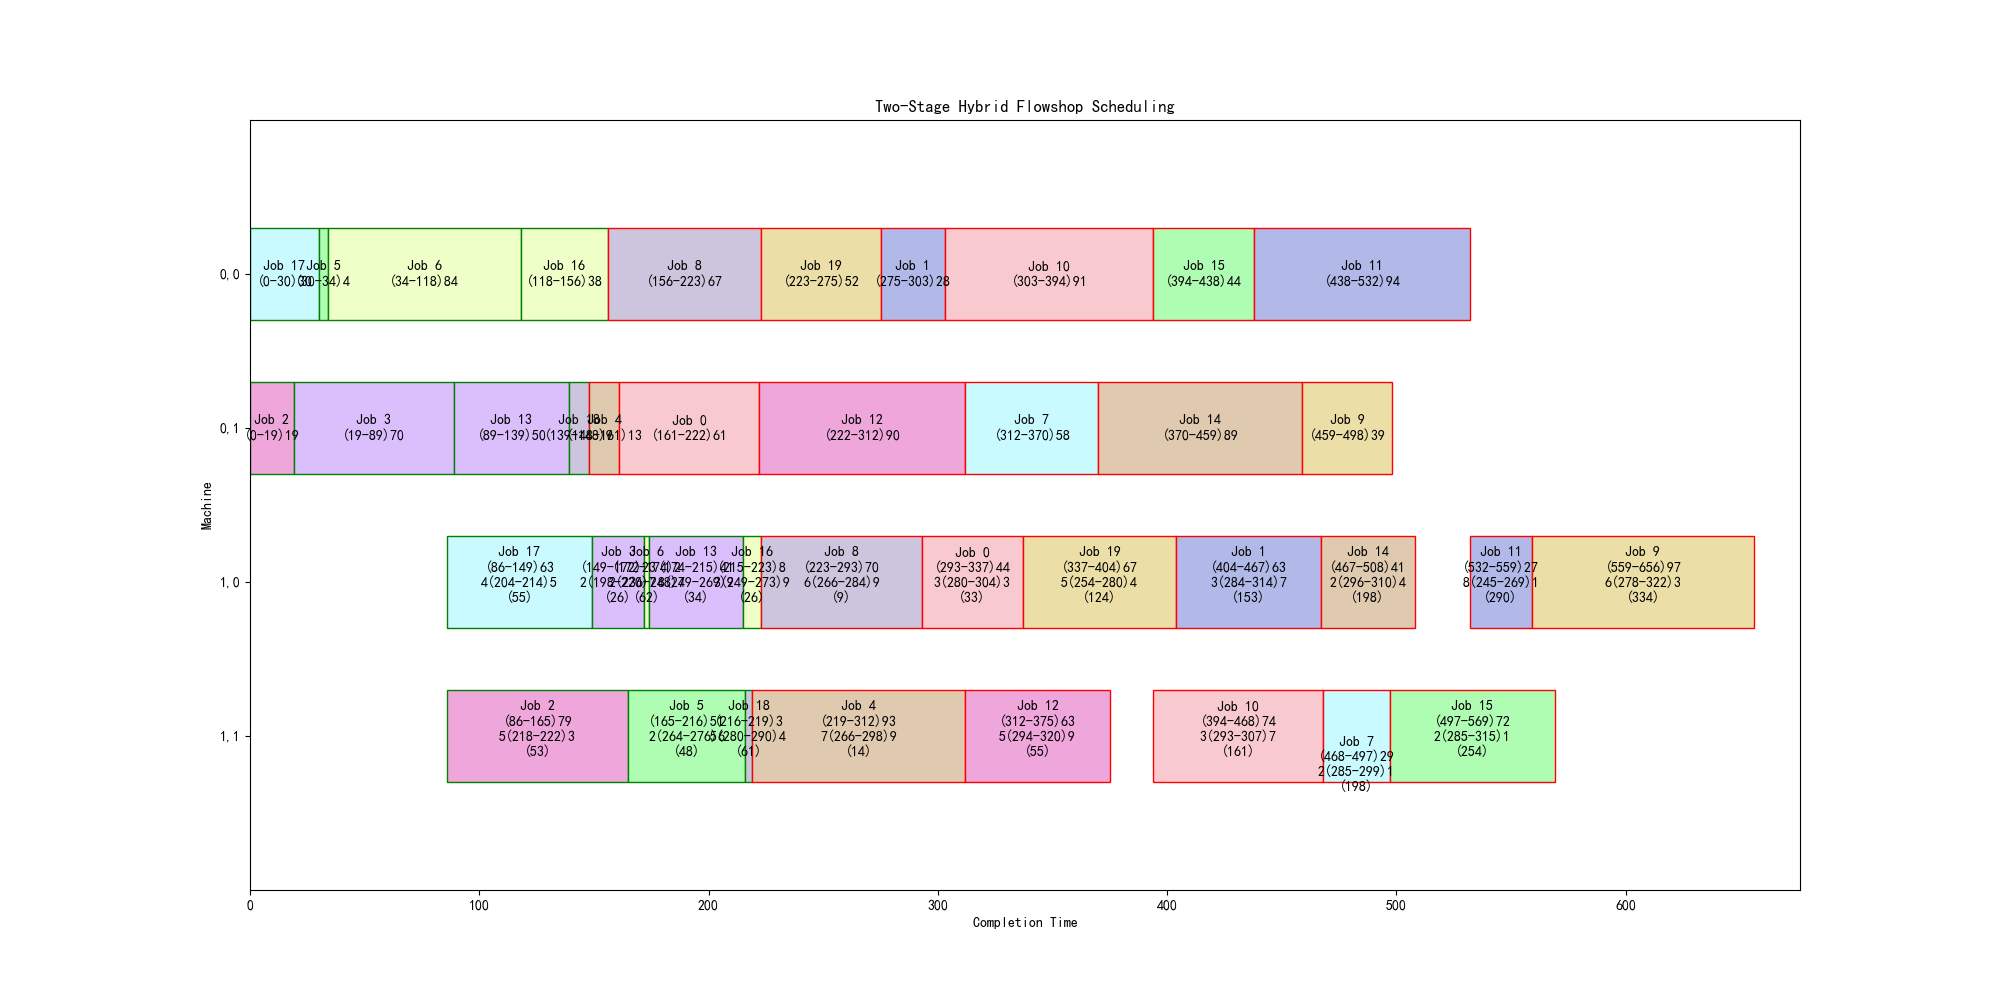 Two-Stage Hybrid Flowshop Scheduling
0,0
Job 17
(0-30)30
Job 5
(30-34)4
Job 6
(34-118)84
Job 16
(118-156)38
Job 8
(156-223)67
Job 19
(223-275)52
Job 1
(275-303)28
Job 10
(303-394)91
Job 15
(394-438)44
Job 11
(438-532)94
0,1
Job 2
(0-19)19
Job 3
(19-89)70
Job 13
(89-139)50
Job 18
(139-148)9
Job 4
(148-161)13
Job 0
(161-222)61
Job 12
(222-312)90
Job 7
(312-370)58
Job 14
(370-459)89
Job 9
(459-498)39
Machine
1,0
Job 17
(86-149)63
4(204-214)5
(55)
Job 3
(26)
Job 6
(62)
Job 13
(174-215)41
(34)
Job 16
(215-223)8
(249-273)9
(26)
Job 8
(223-293)70
6(266-284)9
(9)
Job 0
(293-337)44
3(280-304)3
(33)
Job 19
(337-404)67
5(254-280)4
(124)
Job 1
(404-467)63
3(284-314)7
(153)
Job 14
(467-508)41
2(296-310)4
(198)
Job 11
(532-559)27
8(245-269)1
(290)
Job 9
(559-656)97
6(278-322)3
(334)
1,1
Job 2
(86-165)79
5(218-222)3
(53)
Job 5
(165-216)51
2(264-276)
(48)
Job 18
(216-219)3
(280-290)4
(61)
Job 4
(219-312)93
7(266-298)9
(14)
Job 12
(312-375)63
5(294-320)9
(55)
Job 10
(394-468)74
3(293-307)7
(161)
Job 7
(468-497)29
2(285-299)1
(198)
Job 15
(497-569)72
2(285-315)1
(254)
0
100
200
300
400
500
600
Completion Time